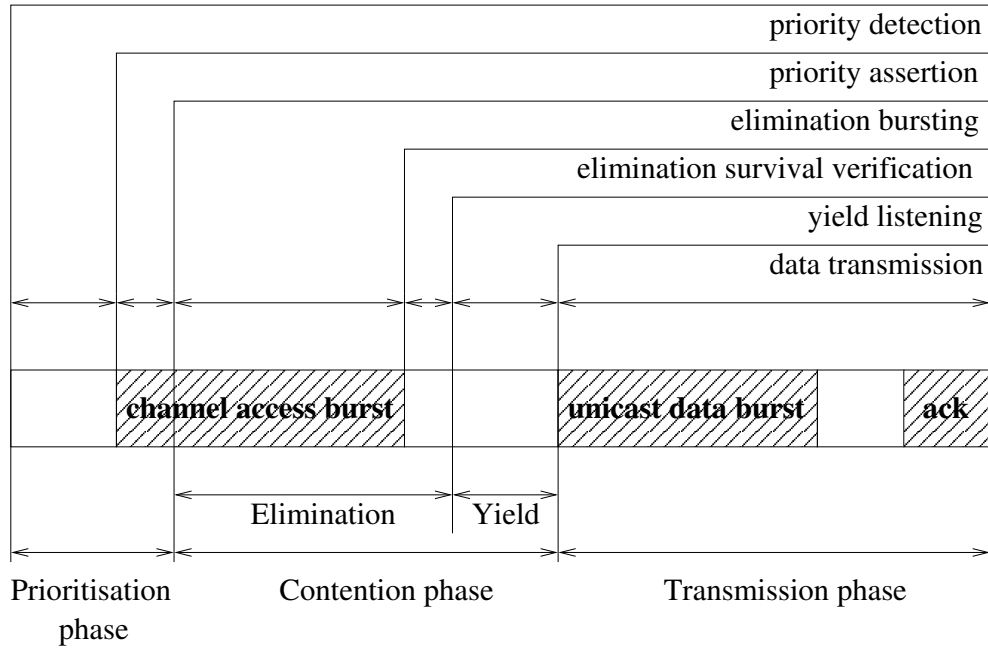 priority detection
priority assertion
elimination bursting
elimination survival verification
yield listening
data transmission
channel access burst
unicast data burst
ack
Elimination
Yield
Prioritisation
phase
Contention phase
Transmission phase